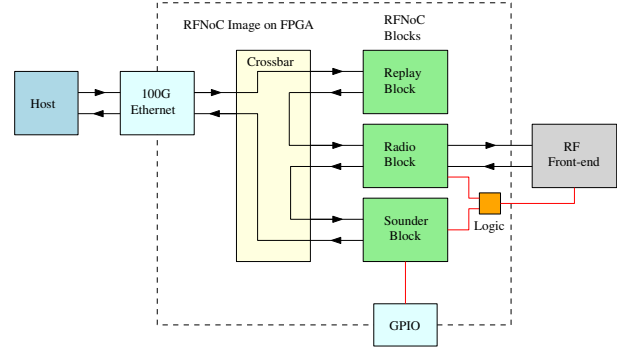 RFNoC Image on FPGA
RFNoC
Blocks
Crossbar
Host
100G
Ethernet
Replay
Block
Radio
Block
RF
Front-end
Sounder
Block
Logic
GPIO